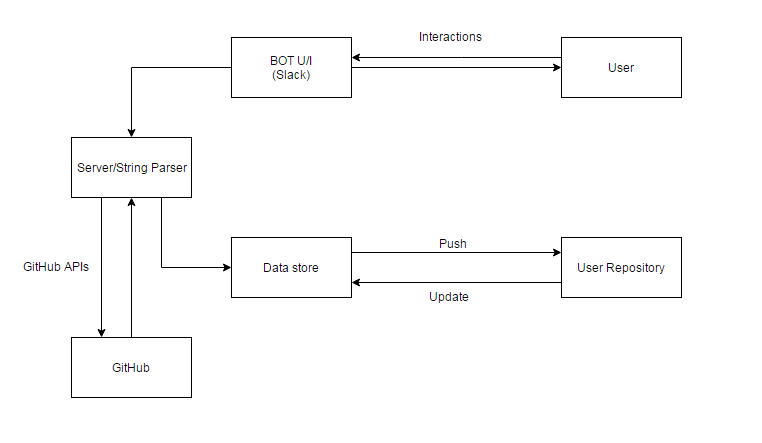 Interactions
BOT U/I
(Slack)
User
Server/String Parser
Push
GitHub APIs
Data store
User Repository
Update
GitHub